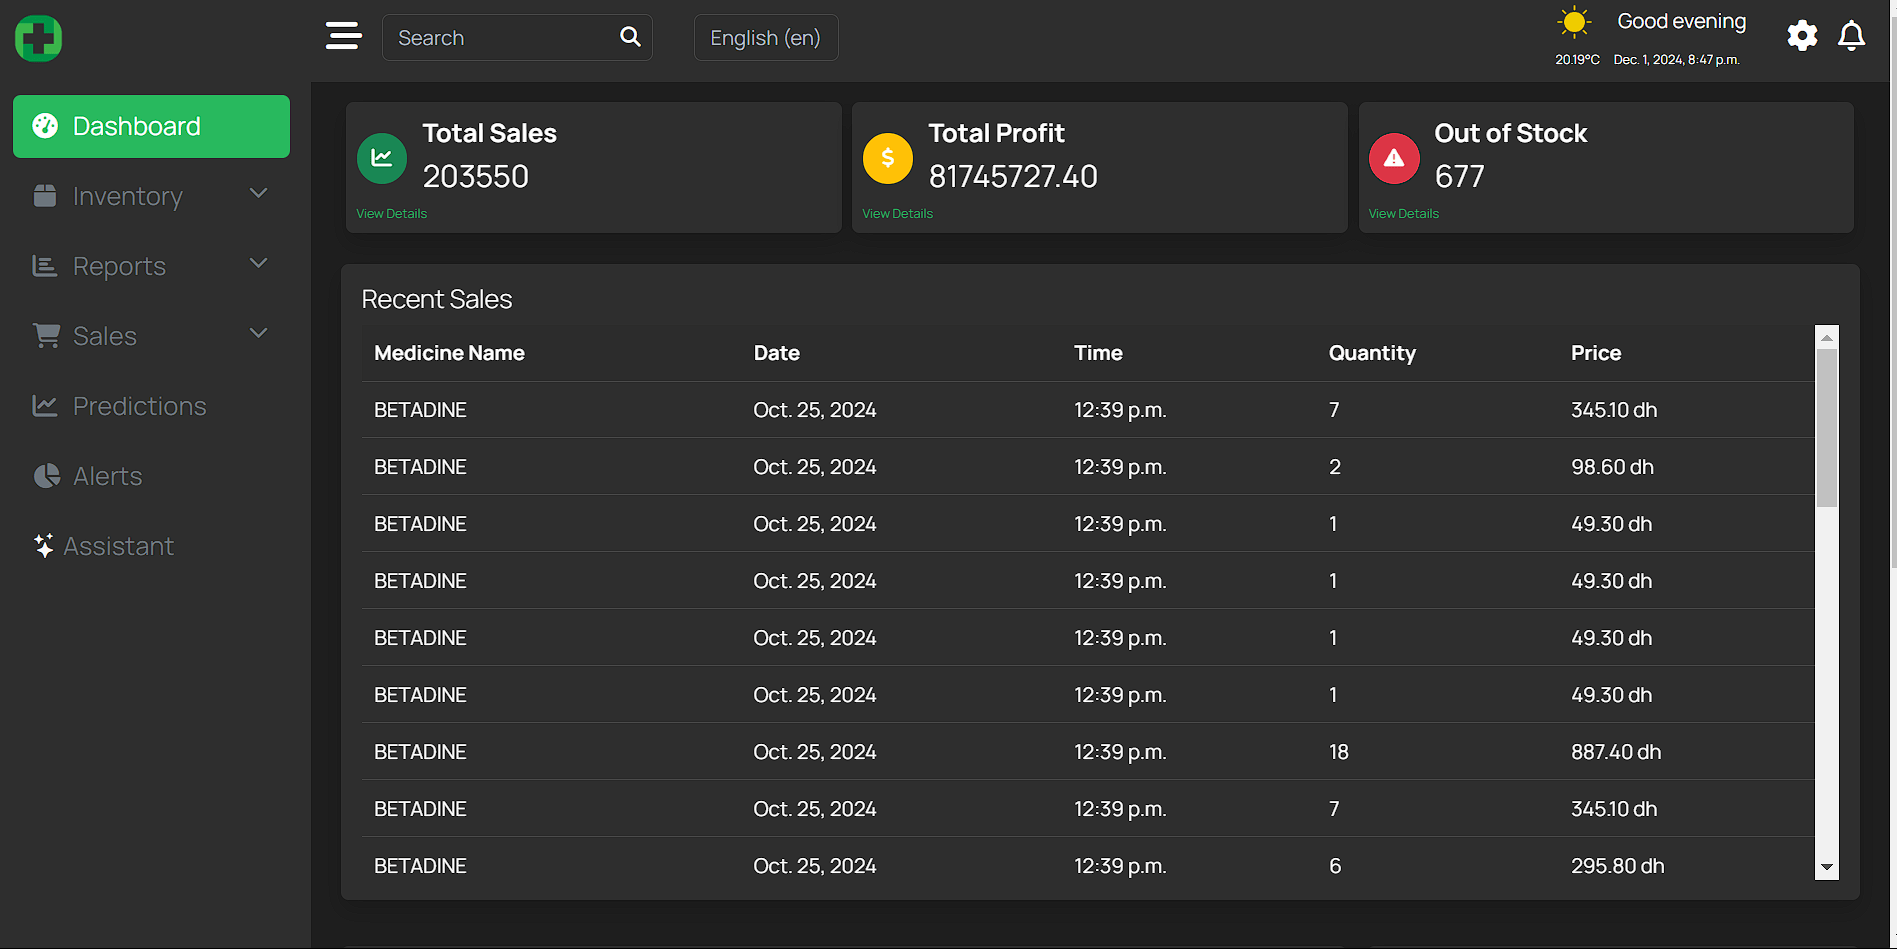 Search
English (en)
Good evening
20.19°C Dec. 1, 2024, 8:47 p.m.
Dashboard
Inventory
Reports
Sales
Predictions
Alerts
Assistant
Total Sales
203550
View Details
Total Profit
81745727.40
View Details
Out of Stock
677
View Details
Recent Sales
Medicine Name Date Time Quantity Price
BETADINE Oct. 25, 2024 12:39 p.m. 7 345.10 dh
BETADINE Oct. 25, 2024 12:39 p.m. 2 98.60 dh
BETADINE Oct. 25, 2024 12:39 p.m. 1 49.30 dh
BETADINE Oct. 25, 2024 12:39 p.m. 1 49.30 dh
BETADINE Oct. 25, 2024 12:39 p.m. 1 49.30 dh
BETADINE Oct. 25, 2024 12:39 p.m. 1 49.30 dh
BETADINE Oct. 25, 2024 12:39 p.m. 18 887.40 dh
BETADINE Oct. 25, 2024 12:39 p.m. 7 345.10 dh
BETADINE Oct. 25, 2024 12:39 p.m. 6 295.80 dh